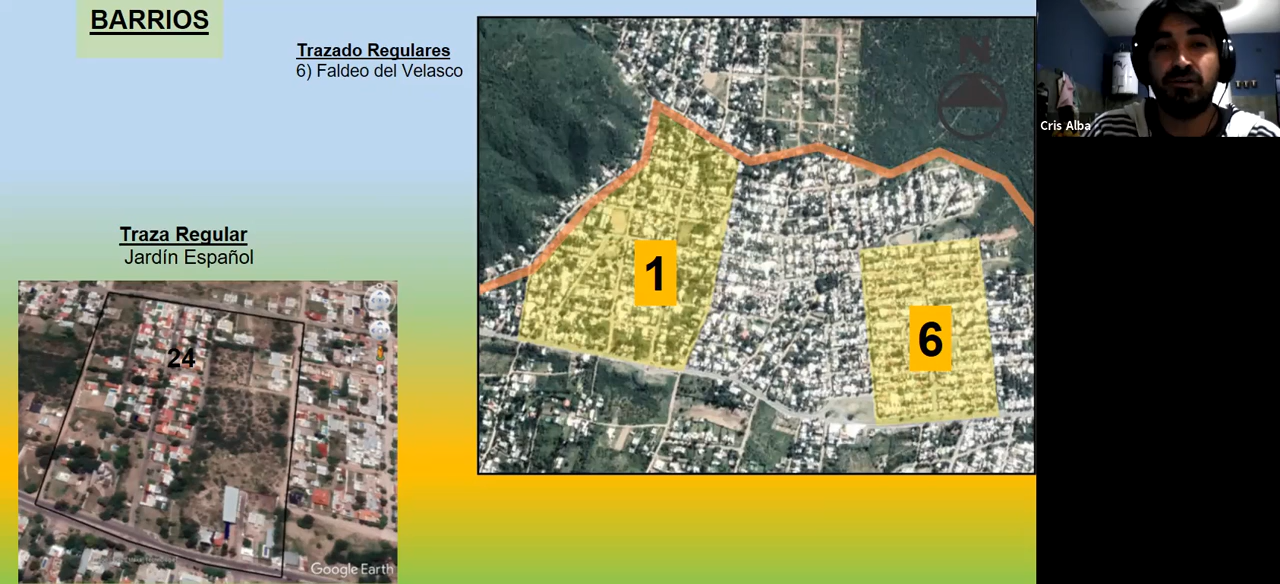 BARRIOS
Trazado Regulares
6) Faldeo del Velasco
Traza Regular
Jardín Español
24
Google Earth
1
6
N
Cris Alba